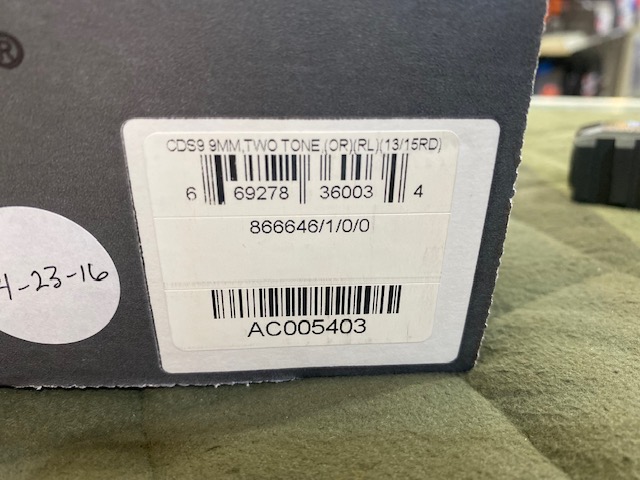 ®
CDS9 9MM,TWO TONE,(OR)(RL)(13/15RD)
6 69278 36003 4
866646/1/0/0
4-23-16
AC005403